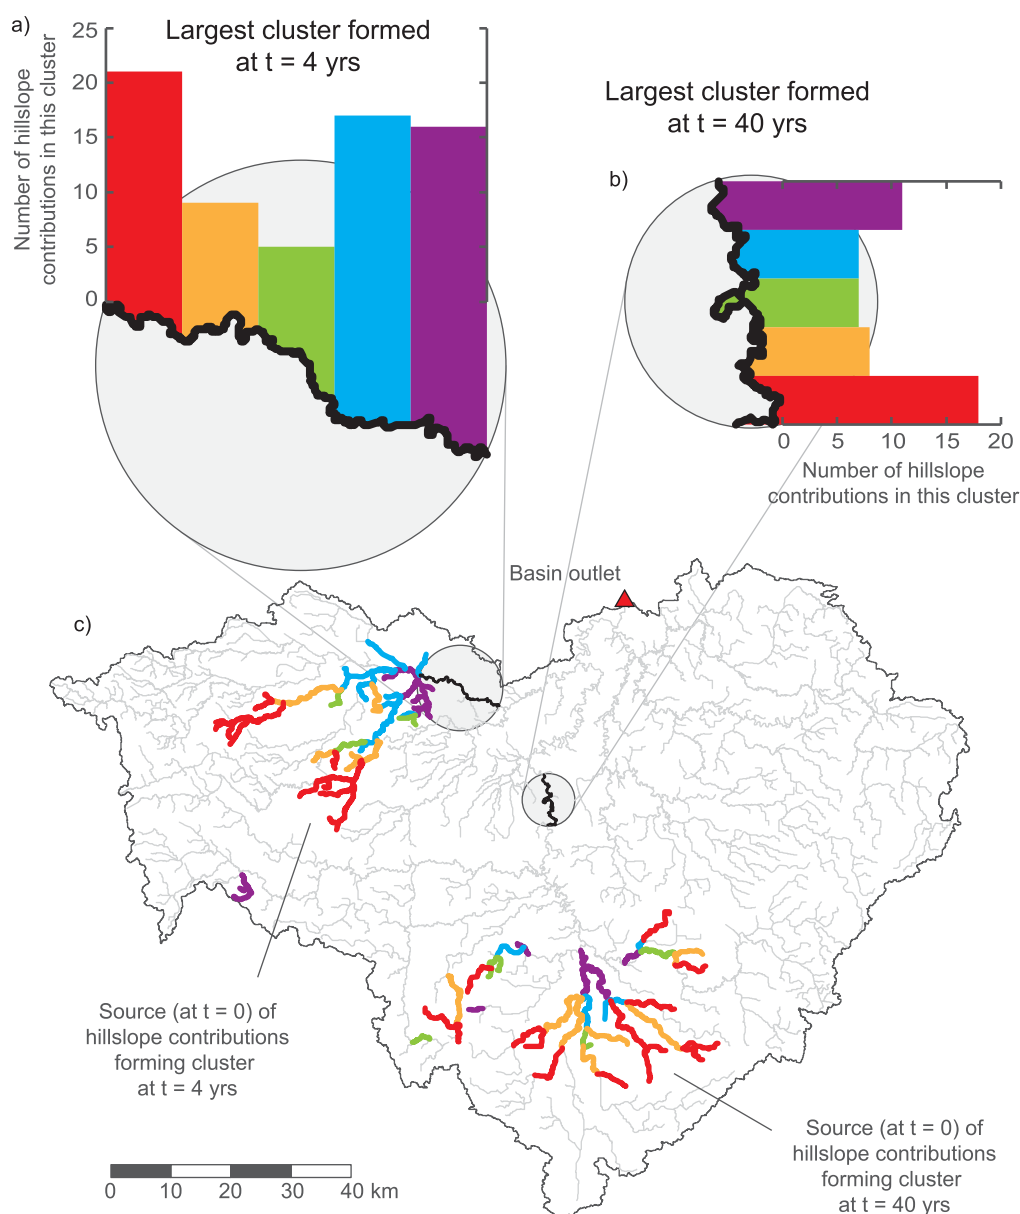 a)
Number of hillslope
contributions in this cluster
25
20
15
10
5
0
Largest cluster formed
at t = 4 yrs
Largest cluster formed
at t = 40 yrs
b)
0 5 10 15 20
Number of hillslope
contributions in this cluster
Basin outlet
c)
Source (at t = 0) of
hillslope contributions
forming cluster
at t = 4 yrs
Source (at t = 0) of
hillslope contributions
forming cluster
at t = 40 yrs
0 10 20 30 40 km